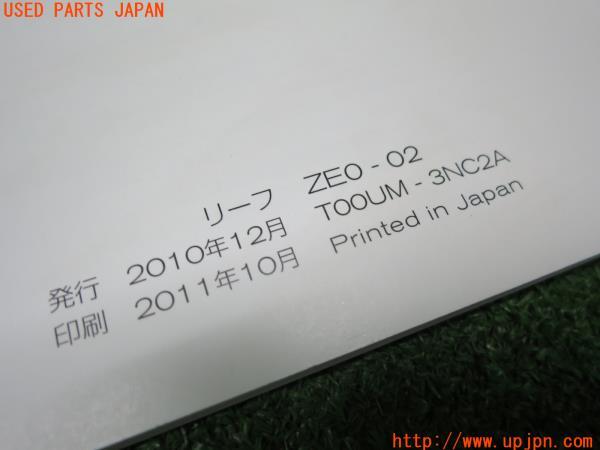 USED PARTS JAPAN
リーフ ZE0-02
発行 2010年12月 T00UM-3NC2A
印刷 2011年10月 Printed in Japan
http://www.upjpn.com/